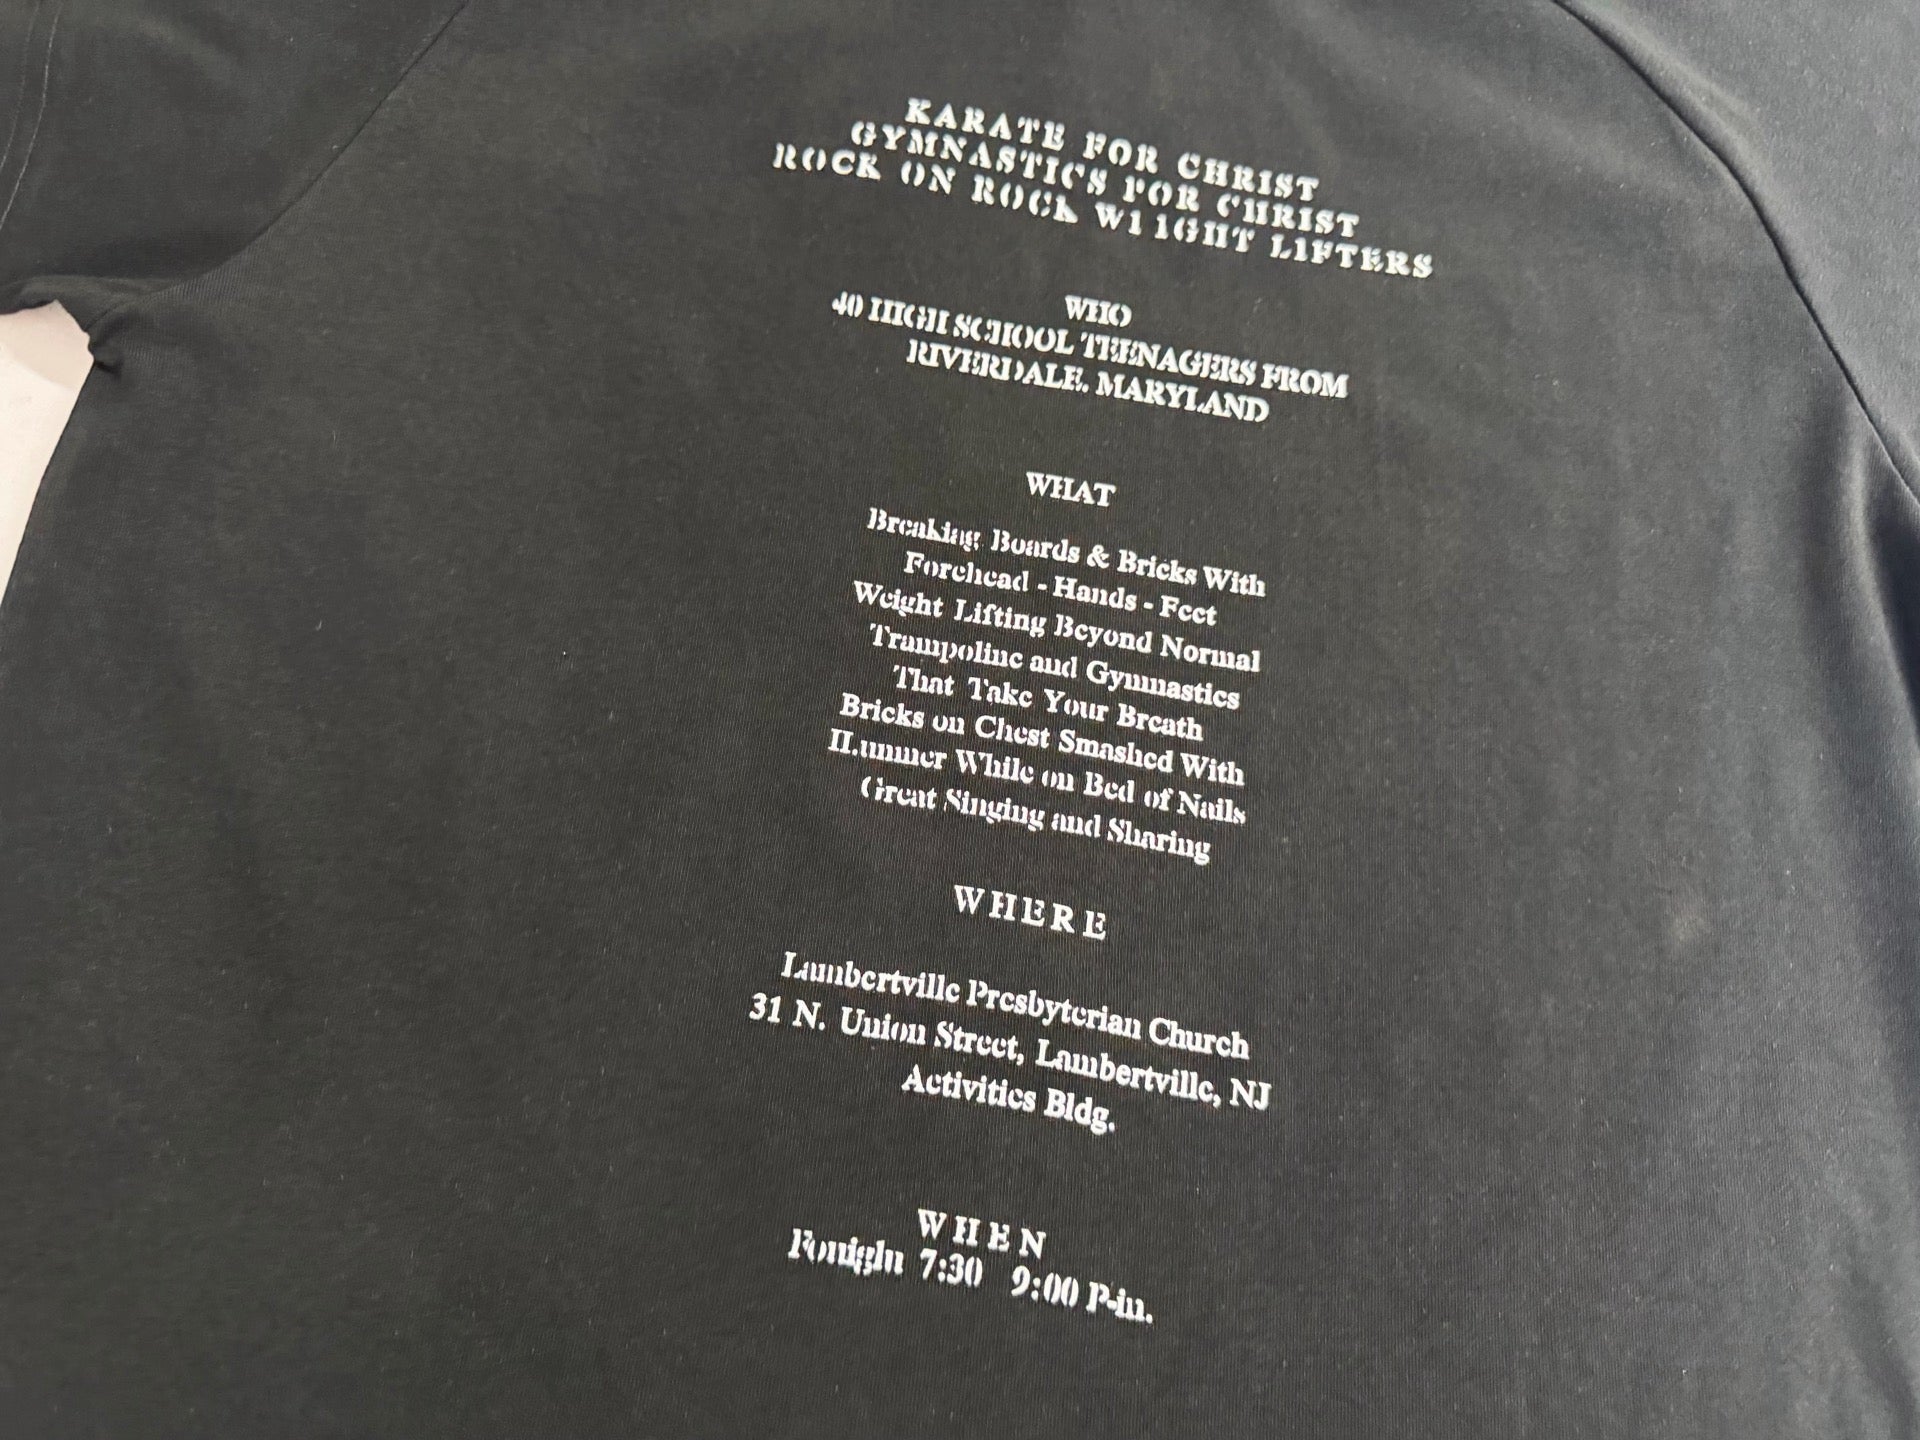 KARATE FOR CHRIST
GYMNASTICS FOR CHRIST
ROCK ON ROCK WEIGHT LIFTERS
WHO
40 HIGH SCHOOL TEENAGERS FROM
RIVERDALE, MARYLAND
WHAT
Breaking Boards & Bricks With
Forehead - Hands - Feet
Weight Lifting Beyond Normal
Trampoline and Gymnastics
That Take Your Breath
Bricks on Chest Smashed With
Hammer While on Bed of Nails
Great Singing and Sharing
WHERE
Lambertville Presbyterian Church
31 N. Union Street, Lambertville, NJ
Activities Bldg.
WHEN
Tonight 7:30 9:00 P.m.